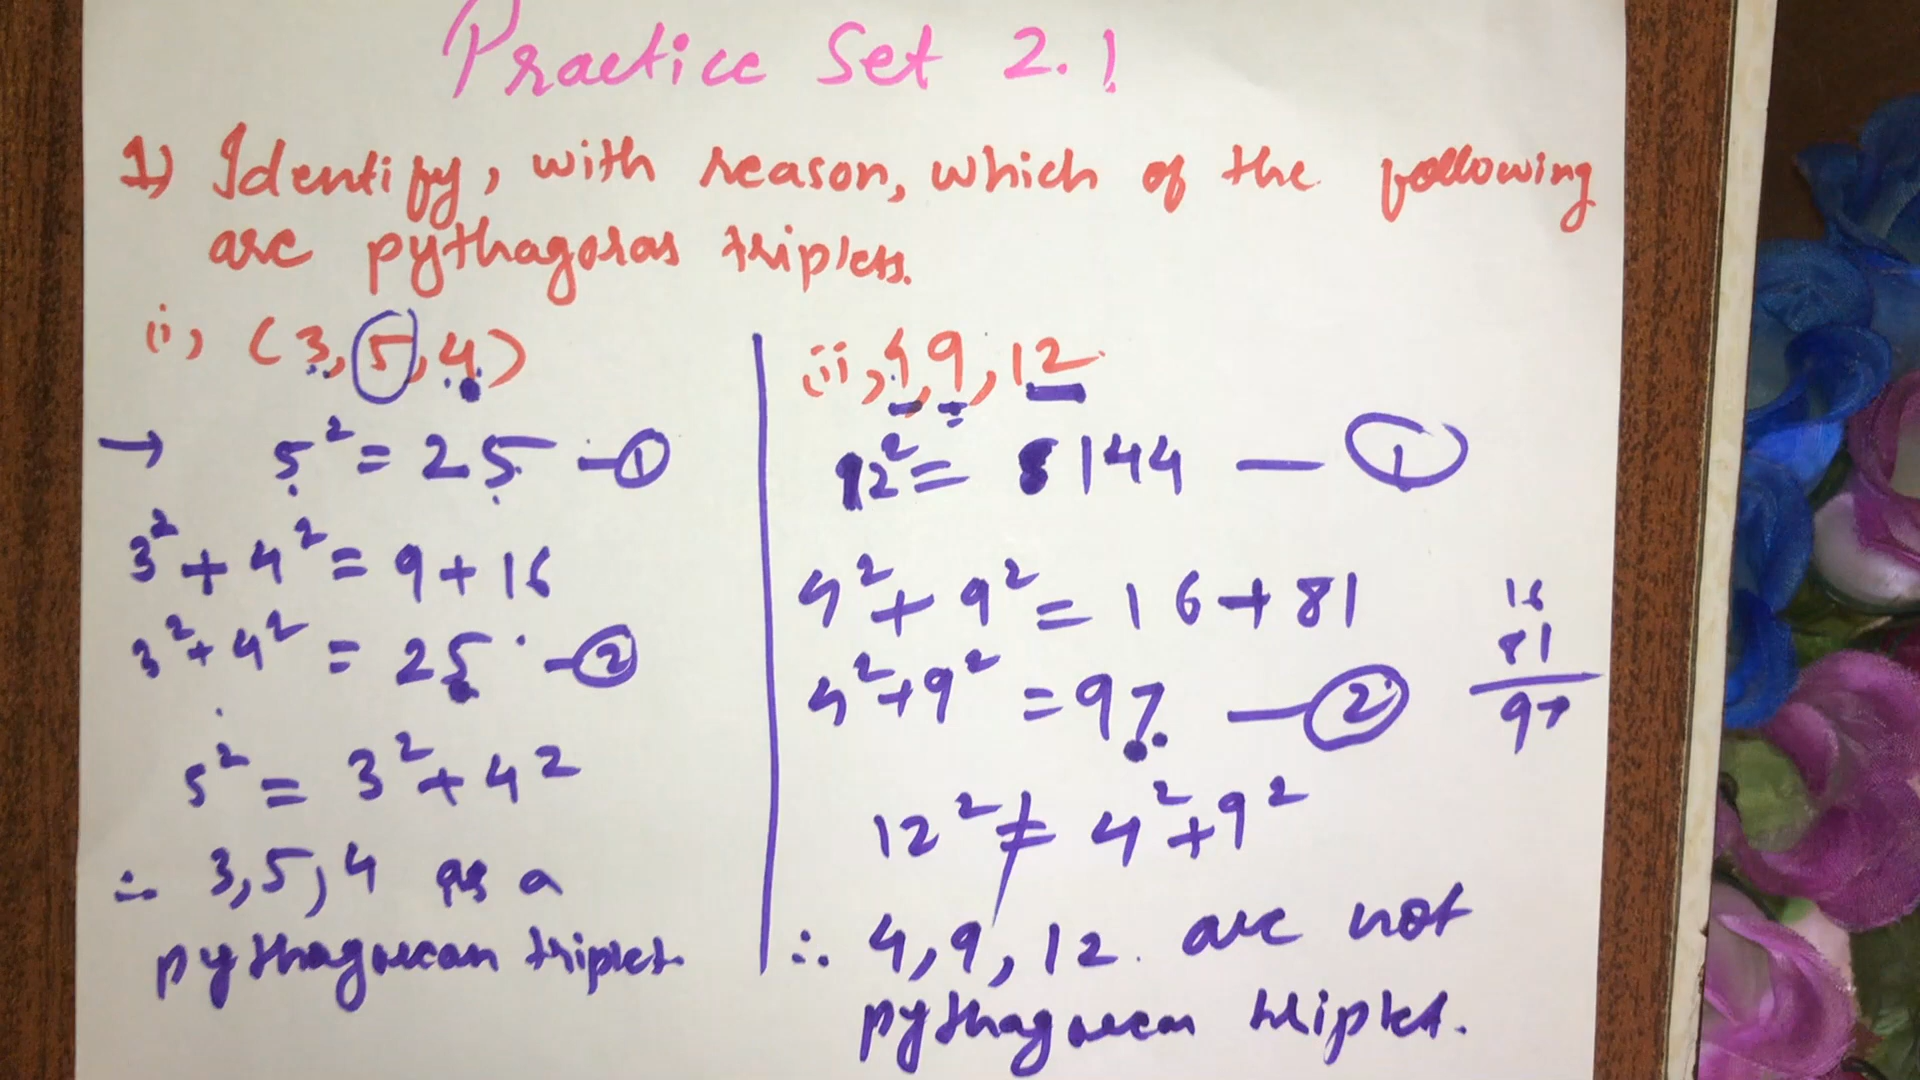 Practice Set 2.1
1) Identify, with reason, which of the following
are pythagoras triplets.
(i) (3, 5, 4)
→ 5² = 25 — ①
3² + 4² = 9 + 16
3² + 4² = 25 — ②
5² = 3² + 42
∴ 3, 5, 4 is a
pythagorean triplet.
(ii) 4, 9, 12
12² = 144 — ①
4² + 9² = 16 + 81
4² + 9² = 97 — ②
12² ≠ 4² + 9²
∴ 4, 9, 12 are not
pythagorean triplet.
16
81
97